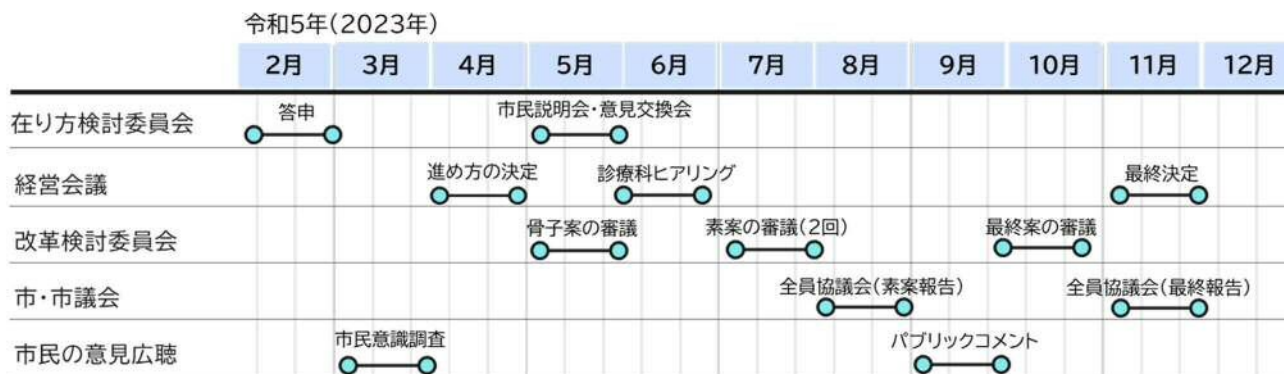 令和5年(2023年)
2月 3月 4月 5月 6月 7月 8月 9月 10月 11月 12月
在り方検討委員会 答申 市民説明会・意見交換会
経営会議 進め方の決定 診療科ヒアリング 最終決定
改革検討委員会 骨子案の審議 素案の審議(2回) 最終案の審議
市・市議会 全員協議会(素案報告) 全員協議会(最終報告)
市民の意見広聴 市民意識調査 パブリックコメント